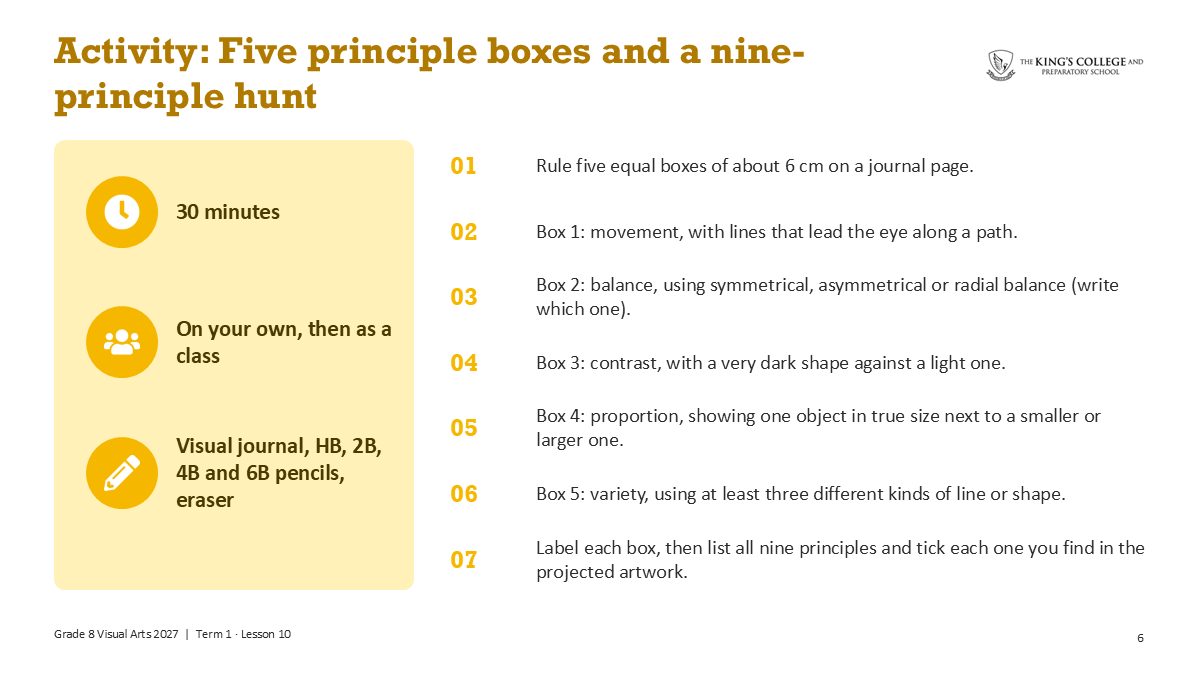 Activity: Five principle boxes and a nine-
principle hunt
THE KING'S COLLEGE AND
PREPARATORY SCHOOL
30 minutes
On your own, then as a
class
Visual journal, HB, 2B,
4B and 6B pencils,
eraser
01
Rule five equal boxes of about 6 cm on a journal page.
02
Box 1: movement, with lines that lead the eye along a path.
03
Box 2: balance, using symmetrical, asymmetrical or radial balance (write
which one).
04
Box 3: contrast, with a very dark shape against a light one.
05
Box 4: proportion, showing one object in true size next to a smaller or
larger one.
06
Box 5: variety, using at least three different kinds of line or shape.
07
Label each box, then list all nine principles and tick each one you find in the
projected artwork.
Grade 8 Visual Arts 2027 | Term 1 · Lesson 10
6